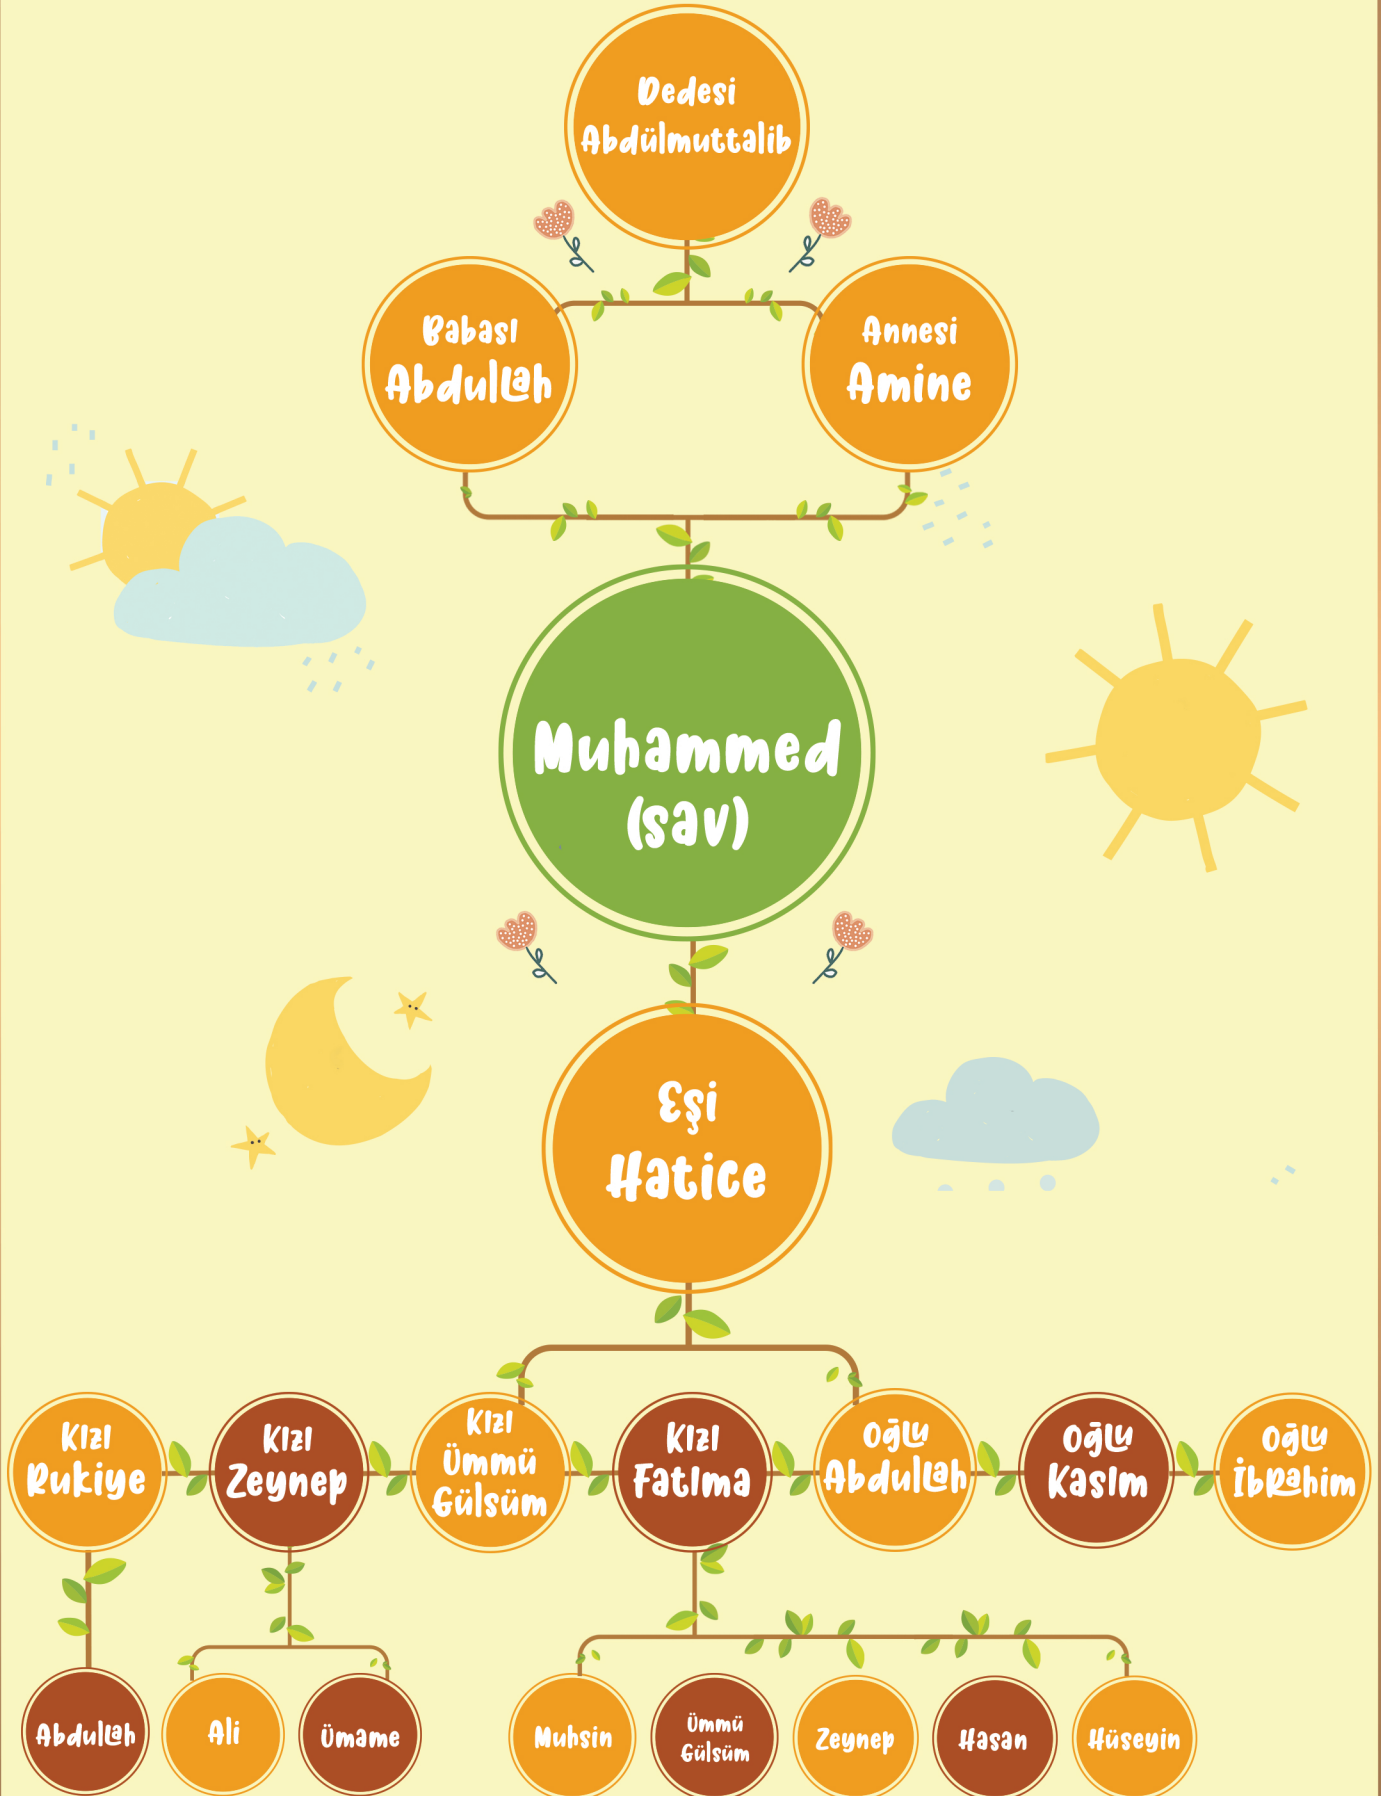 Dedesi
Abdülmuttalib
Babası
Abdullah
Annesi
Amine
Muhammed
(sav)
Eşi
Hatice
Kızı
Rukiye
Kızı
Zeynep
Kızı
Ümmü
Gülsüm
Kızı
Fatıma
Oğlu
Abdullah
Oğlu
Kasım
Oğlu
İbrahim
Abdullah
Ali
Ümame
Muhsin
Ümmü
Gülsüm
Zeynep
Hasan
Hüseyin